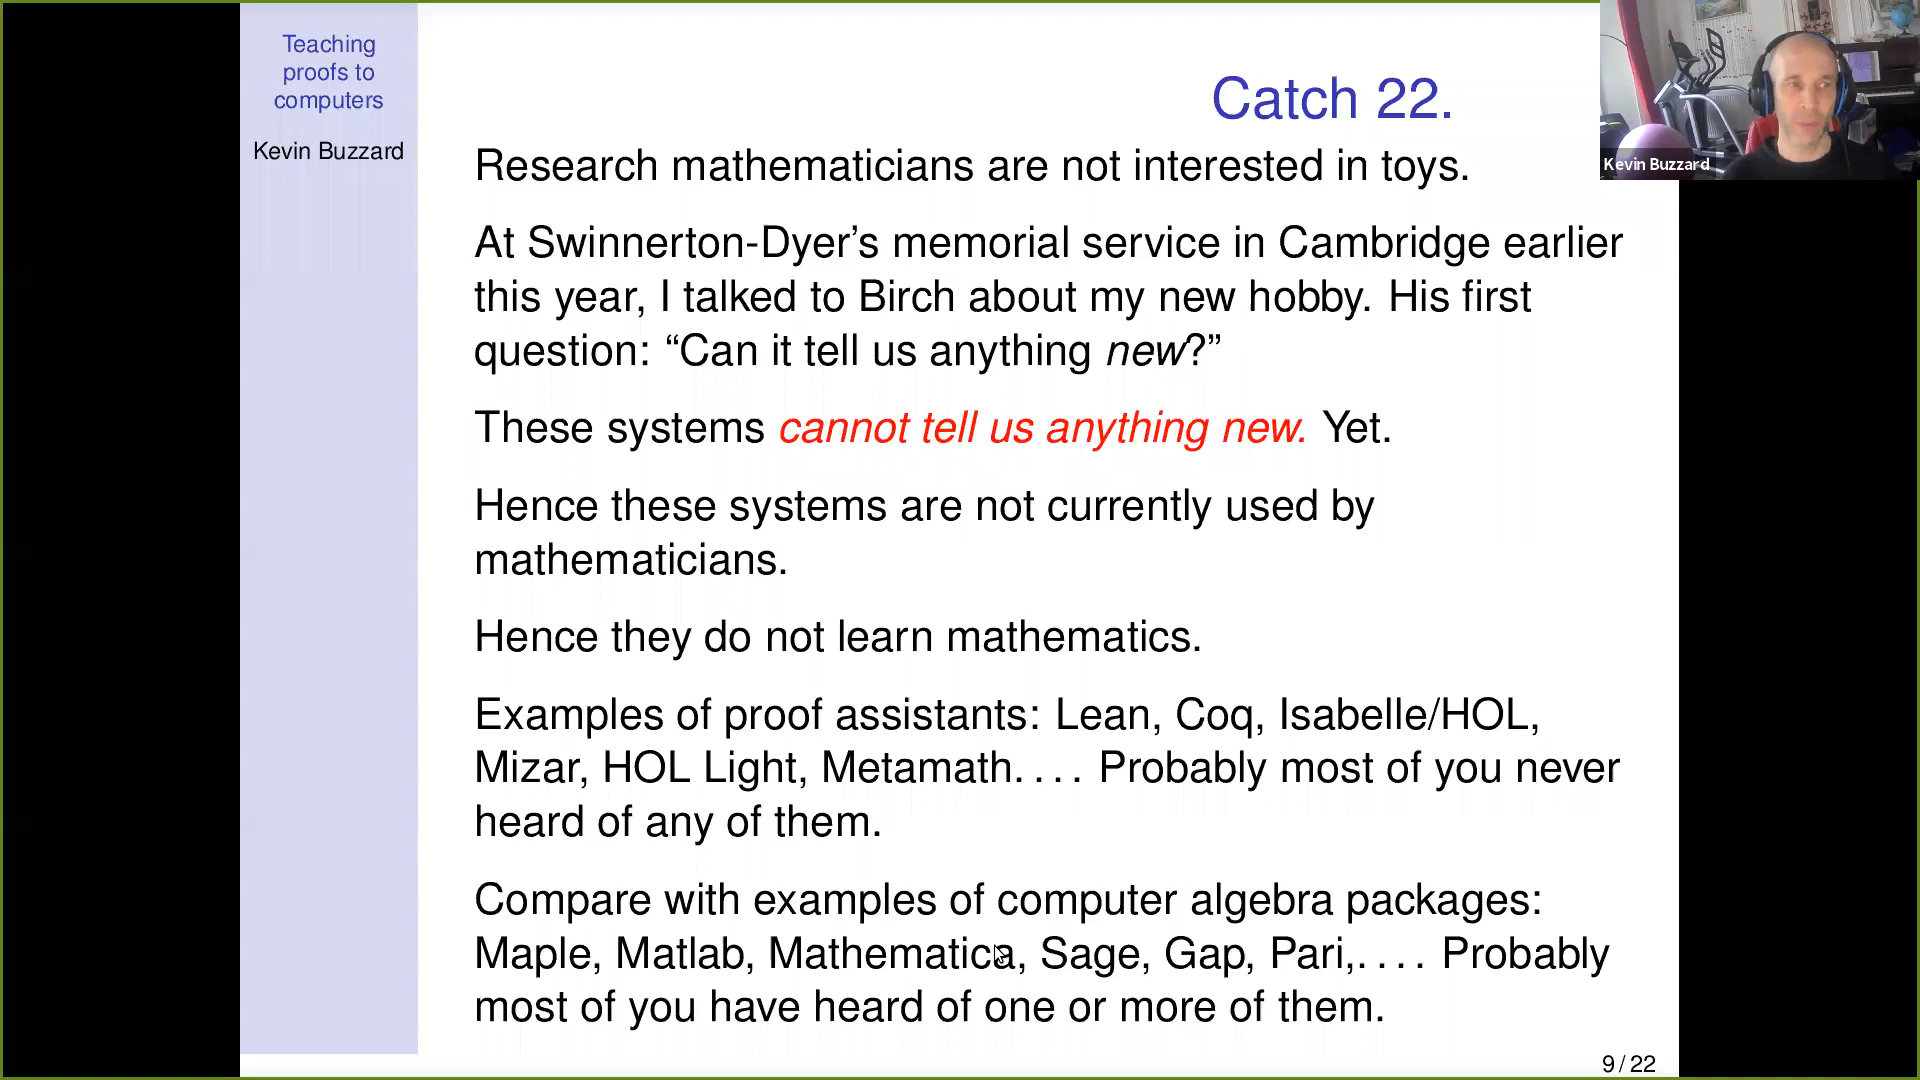 Teaching
proofs to
computers
Kevin Buzzard
Catch 22.
Kevin Buzzard
Research mathematicians are not interested in toys.
At Swinnerton-Dyer’s memorial service in Cambridge earlier
this year, I talked to Birch about my new hobby. His first
question: “Can it tell us anything new?”
These systems cannot tell us anything new. Yet.
Hence these systems are not currently used by
mathematicians.
Hence they do not learn mathematics.
Examples of proof assistants: Lean, Coq, Isabelle/HOL,
Mizar, HOL Light, Metamath. . . . Probably most of you never
heard of any of them.
Compare with examples of computer algebra packages:
Maple, Matlab, Mathematica, Sage, Gap, Pari,. . . . Probably
most of you have heard of one or more of them.
9 / 22